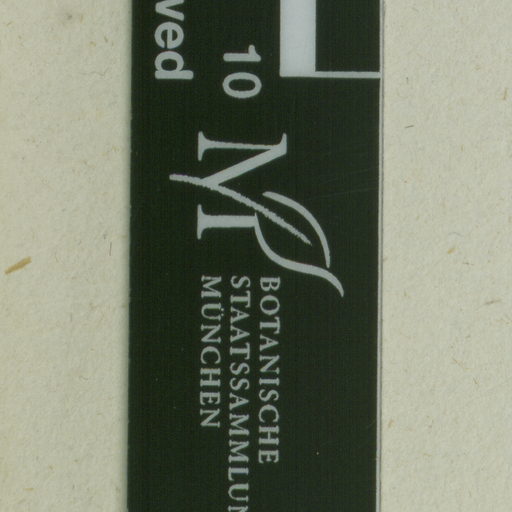 10
ved
M
BOTANISCHE
STAATSSAMMLUN
MÜNCHEN